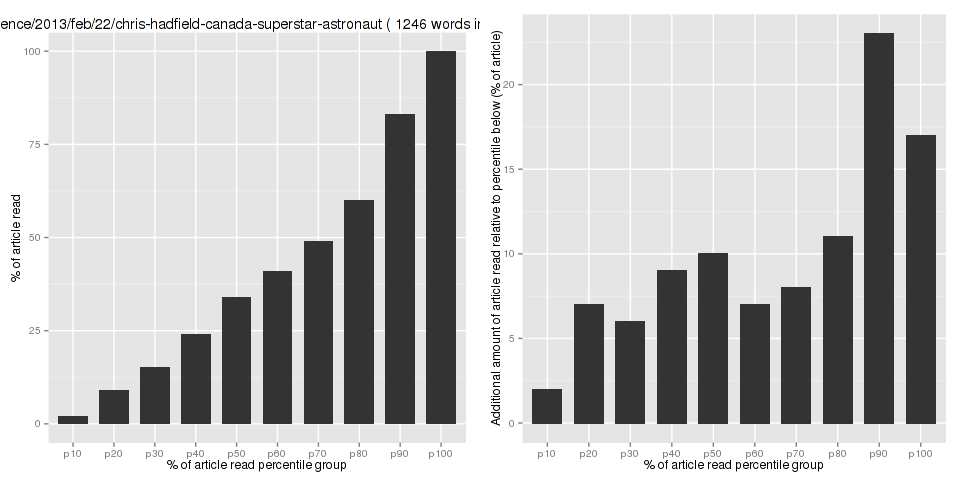 ence/2013/feb/22/chris-hadfield-canada-superstar-astronaut ( 1246 words in
% of article read
100
75
50
25
0
p10 p20 p30 p40 p50 p60 p70 p80 p90 p100
% of article read percentile group
Additional amount of article read relative to percentile below (% of article)
20
15
10
5
0
p10 p20 p30 p40 p50 p60 p70 p80 p90 p100
% of article read percentile group